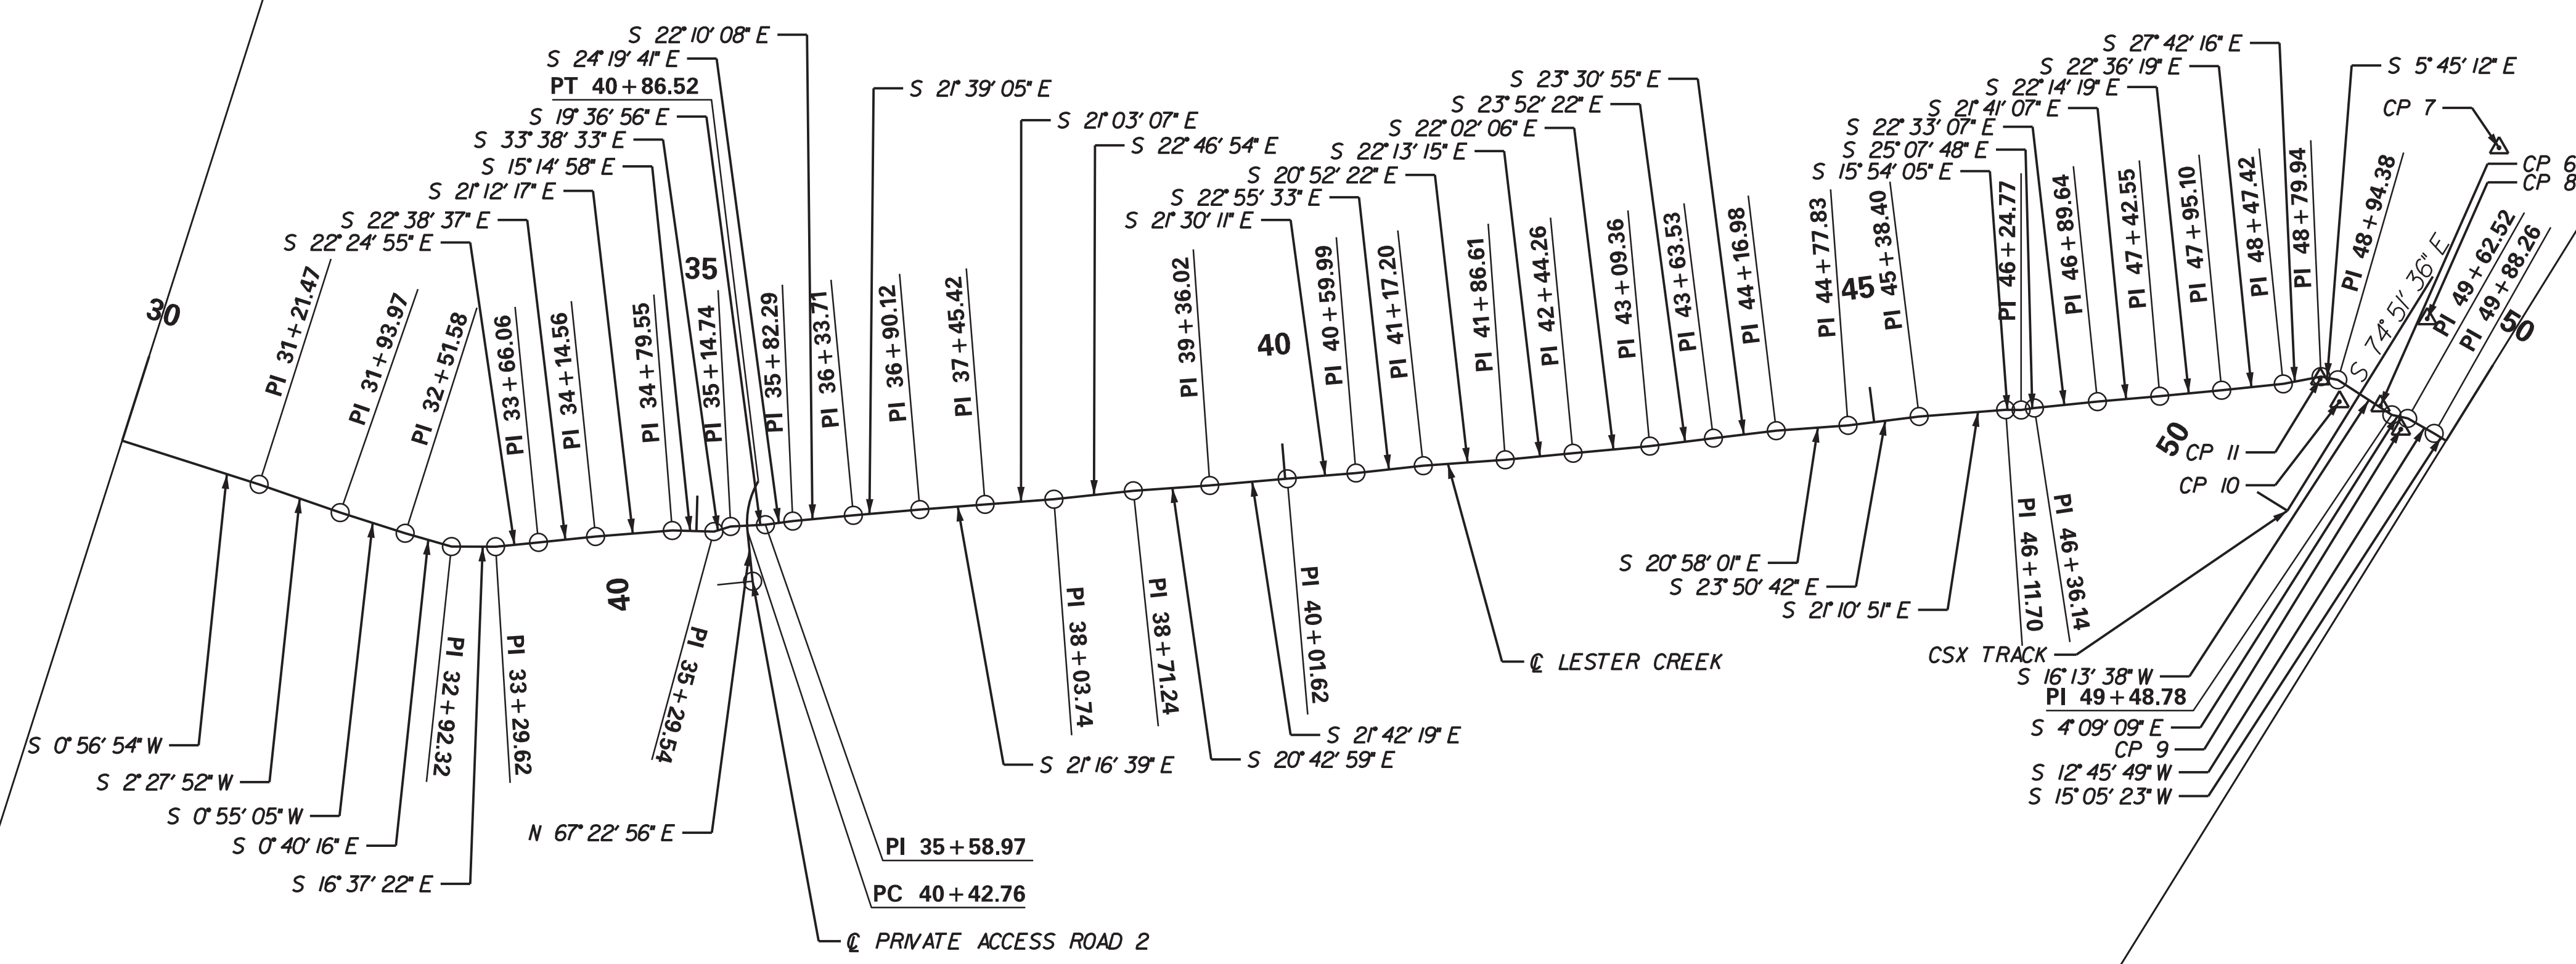 S 22°10'08" E
S 24°19'41" E
PT 40+86.52
S 19°36'56" E
S 33°38'33" E
S 15°14'58" E
S 21°12'17" E
S 22°38'37" E
S 22°24'55" E
S 21°39'05" E
S 21°03'07" E
S 22°46'54" E
S 23°30'55" E
S 23°52'22" E
S 22°02'06" E
S 22°13'15" E
S 20°52'22" E
S 22°55'33" E
S 21°30'11" E
S 27°42'16" E
S 22°36'19" E
S 22°14'19" E
S 21°41'07" E
S 22°33'07" E
S 25°07'48" E
S 15°54'05" E
S 5°45'12" E
CP 7
CP 6
CP 8
30
PI 31+21.47
PI 31+93.97
PI 32+51.58
PI 33+66.06
PI 34+14.56
PI 34+79.55
35
PI 35+14.74
PI 35+82.29
PI 36+33.71
PI 36+90.12
PI 37+45.42
PI 39+36.02
40
PI 40+59.99
PI 41+17.20
PI 41+86.61
PI 42+44.26
PI 43+09.36
PI 43+63.53
PI 44+16.98
PI 44+77.83
45
PI 45+38.40
PI 46+24.77
PI 46+89.64
PI 47+42.55
PI 47+95.10
PI 48+47.42
PI 48+79.94
PI 48+94.38
S 74°51'36" E
PI 49+62.52
PI 49+88.26
50
50
CP 11
CP 10
40
PI 32+92.32
PI 33+29.62
PI 35+29.54
PI 38+03.74
PI 38+71.24
PI 40+01.62
PI 46+11.70
PI 46+36.14
S 20°58'01" E
S 23°50'42" E
S 21°10'51" E
℄ LESTER CREEK
CSX TRACK
S 16°13'38" W
PI 49+48.78
S 4°09'09" E
CP 9
S 12°45'49" W
S 15°05'23" W
S 0°56'54" W
S 2°27'52" W
S 0°55'05" W
S 0°40'16" E
S 16°37'22" E
N 67°22'56" E
S 21°16'39" E
S 20°42'59" E
S 21°42'19" E
PI 35+58.97
PC 40+42.76
℄ PRIVATE ACCESS ROAD 2